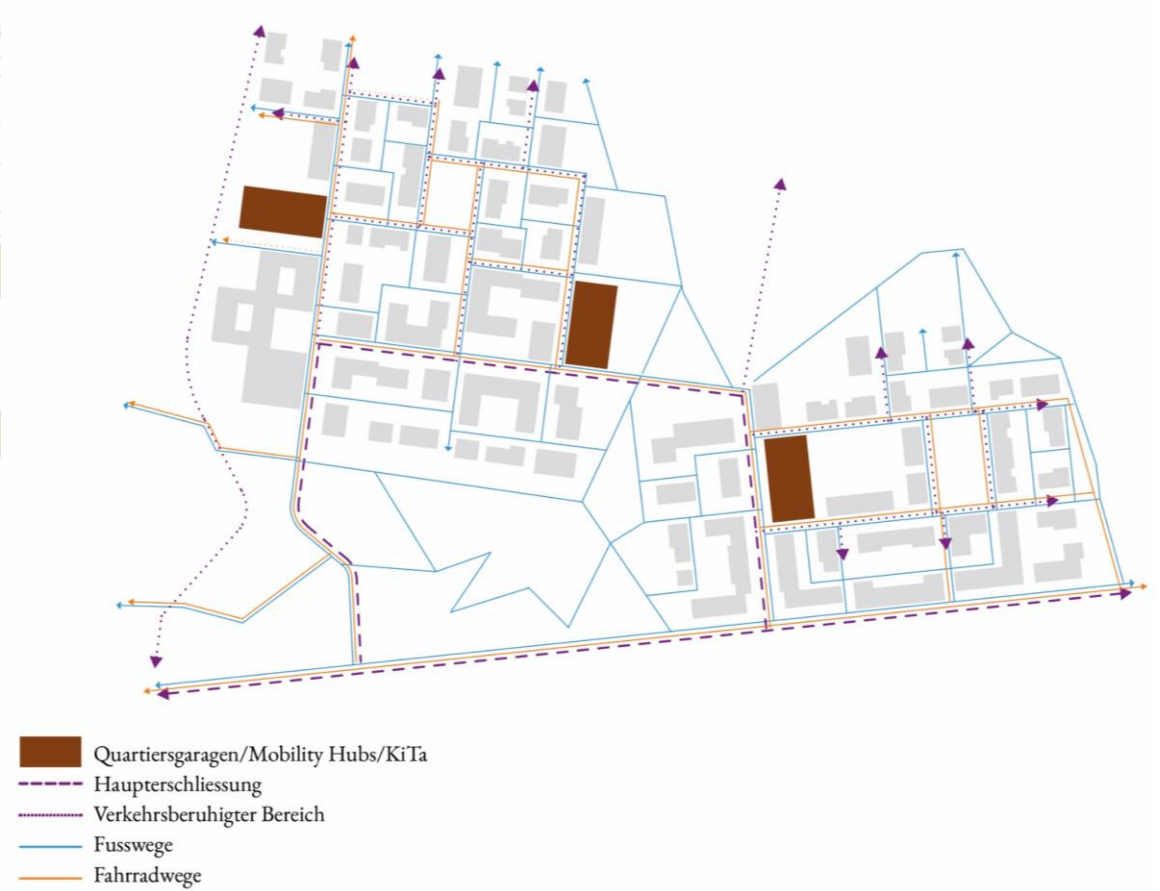 Quartiersgaragen/Mobility Hubs/KiTa
Haupterschliessung
Verkehrsberuhigter Bereich
Fusswege
Fahrradwege